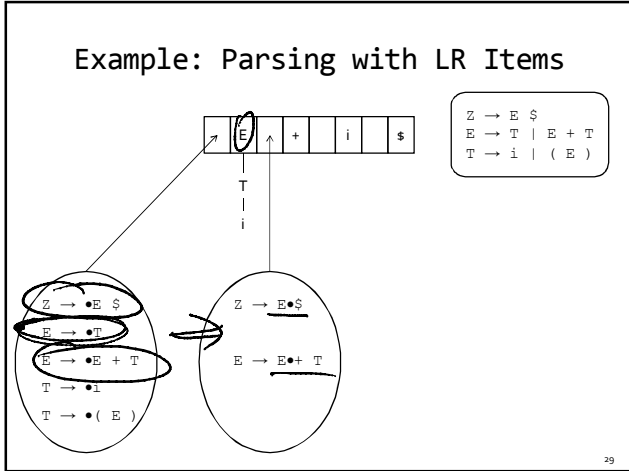 Example: Parsing with LR Items
E + i $
T
i
Z → E $
E → T | E + T
T → i | ( E )
Z → •E $
E → •T
E → •E + T
T → •i
T → •( E )
Z → E•$
E → E•+ T
29